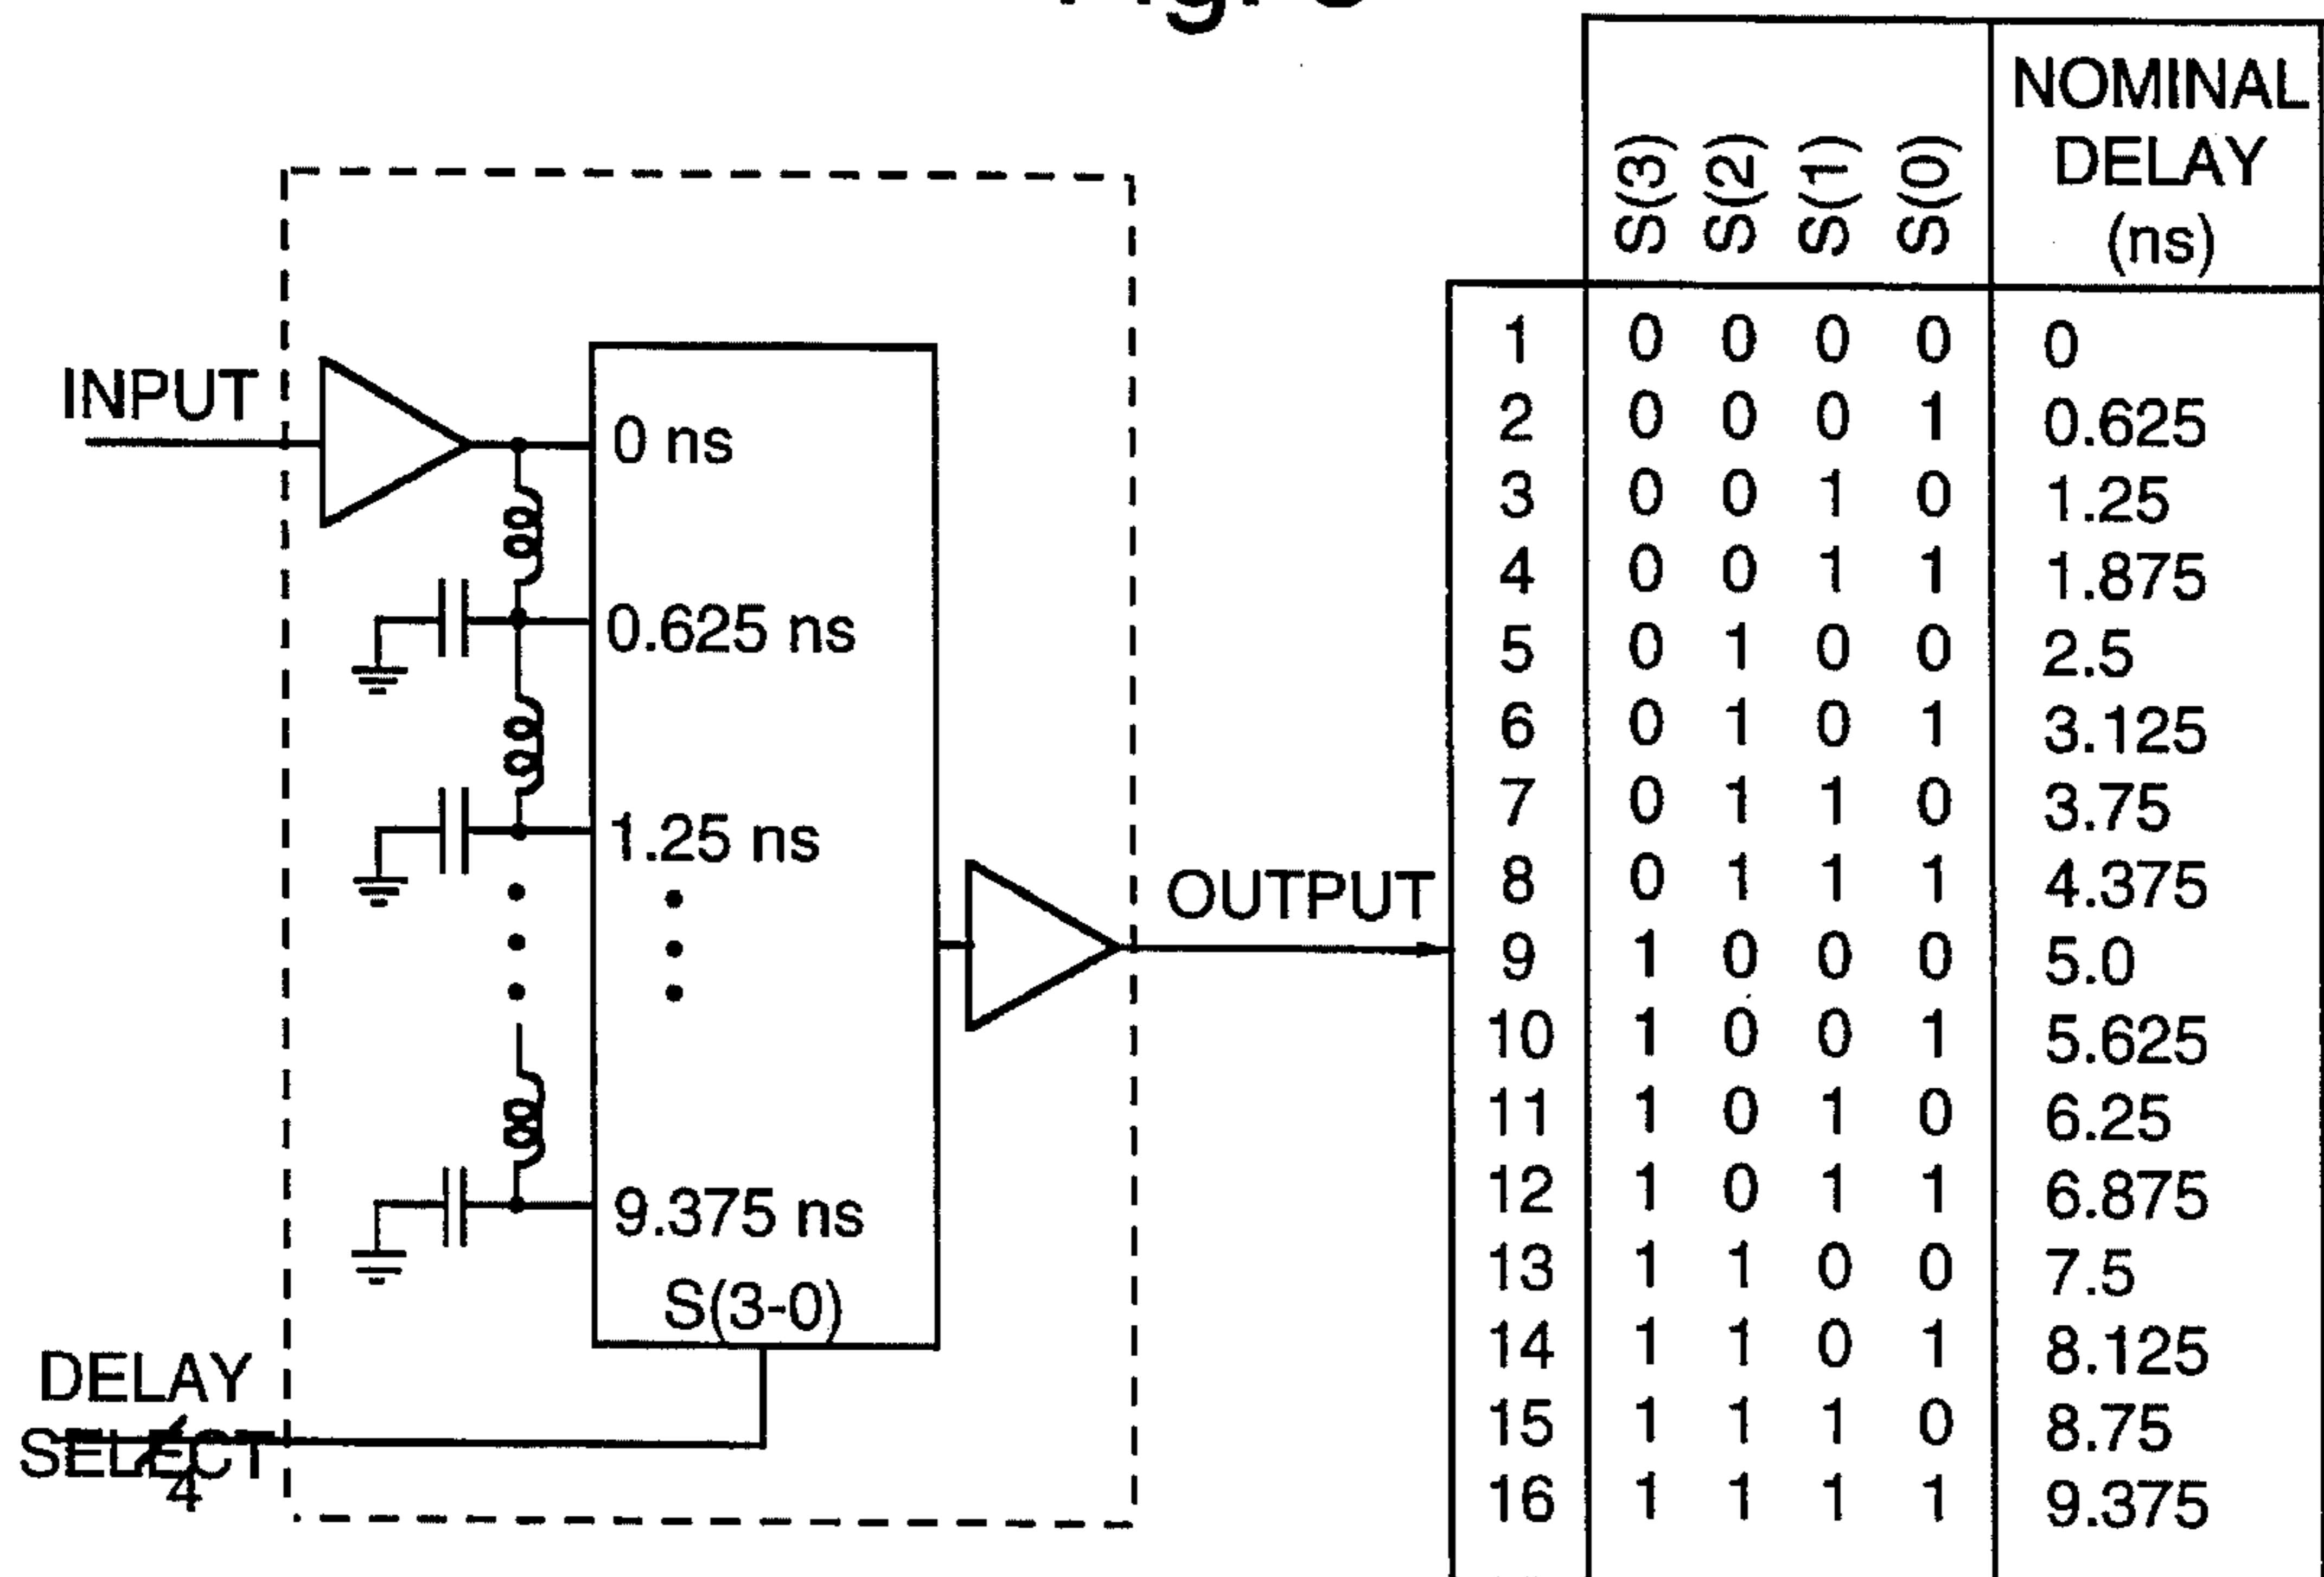 INPUT
0 ns
0.625 ns
1.25 ns
9.375 ns
S(3-0)
DELAY
SELECT
4
OUTPUT
S(3) S(2) S(1) S(0) NOMINAL DELAY (ns)
1 0 0 0 0 0
2 0 0 0 1 0.625
3 0 0 1 0 1.25
4 0 0 1 1 1.875
5 0 1 0 0 2.5
6 0 1 0 1 3.125
7 0 1 1 0 3.75
8 0 1 1 1 4.375
9 1 0 0 0 5.0
10 1 0 0 1 5.625
11 1 0 1 0 6.25
12 1 0 1 1 6.875
13 1 1 0 0 7.5
14 1 1 0 1 8.125
15 1 1 1 0 8.75
16 1 1 1 1 9.375